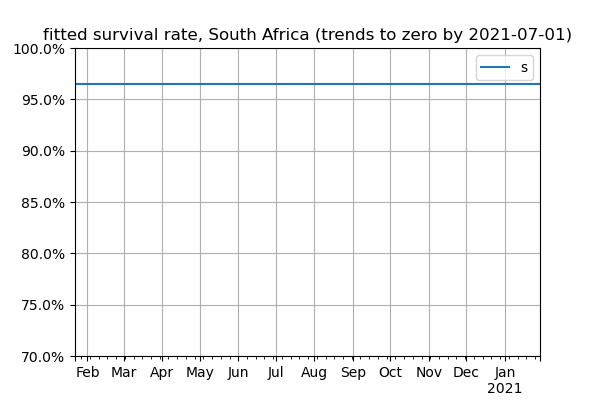 fitted survival rate, South Africa (trends to zero by 2021-07-01)
100.0%
s
95.0%
90.0%
85.0%
80.0%
75.0%
70.0%
Feb Mar Apr May Jun Jul Aug Sep Oct Nov Dec Jan
2021